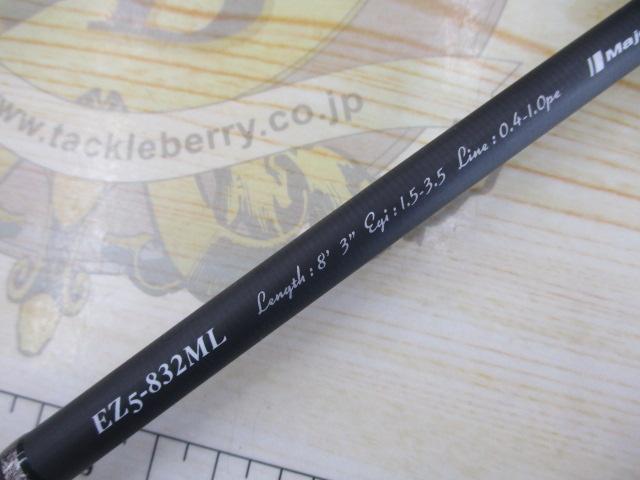 www.tackleberry.co.jp
EZ5-832ML Length : 8' 3" Egi : 1.5-3.5 Line : 0.4-1.0pe